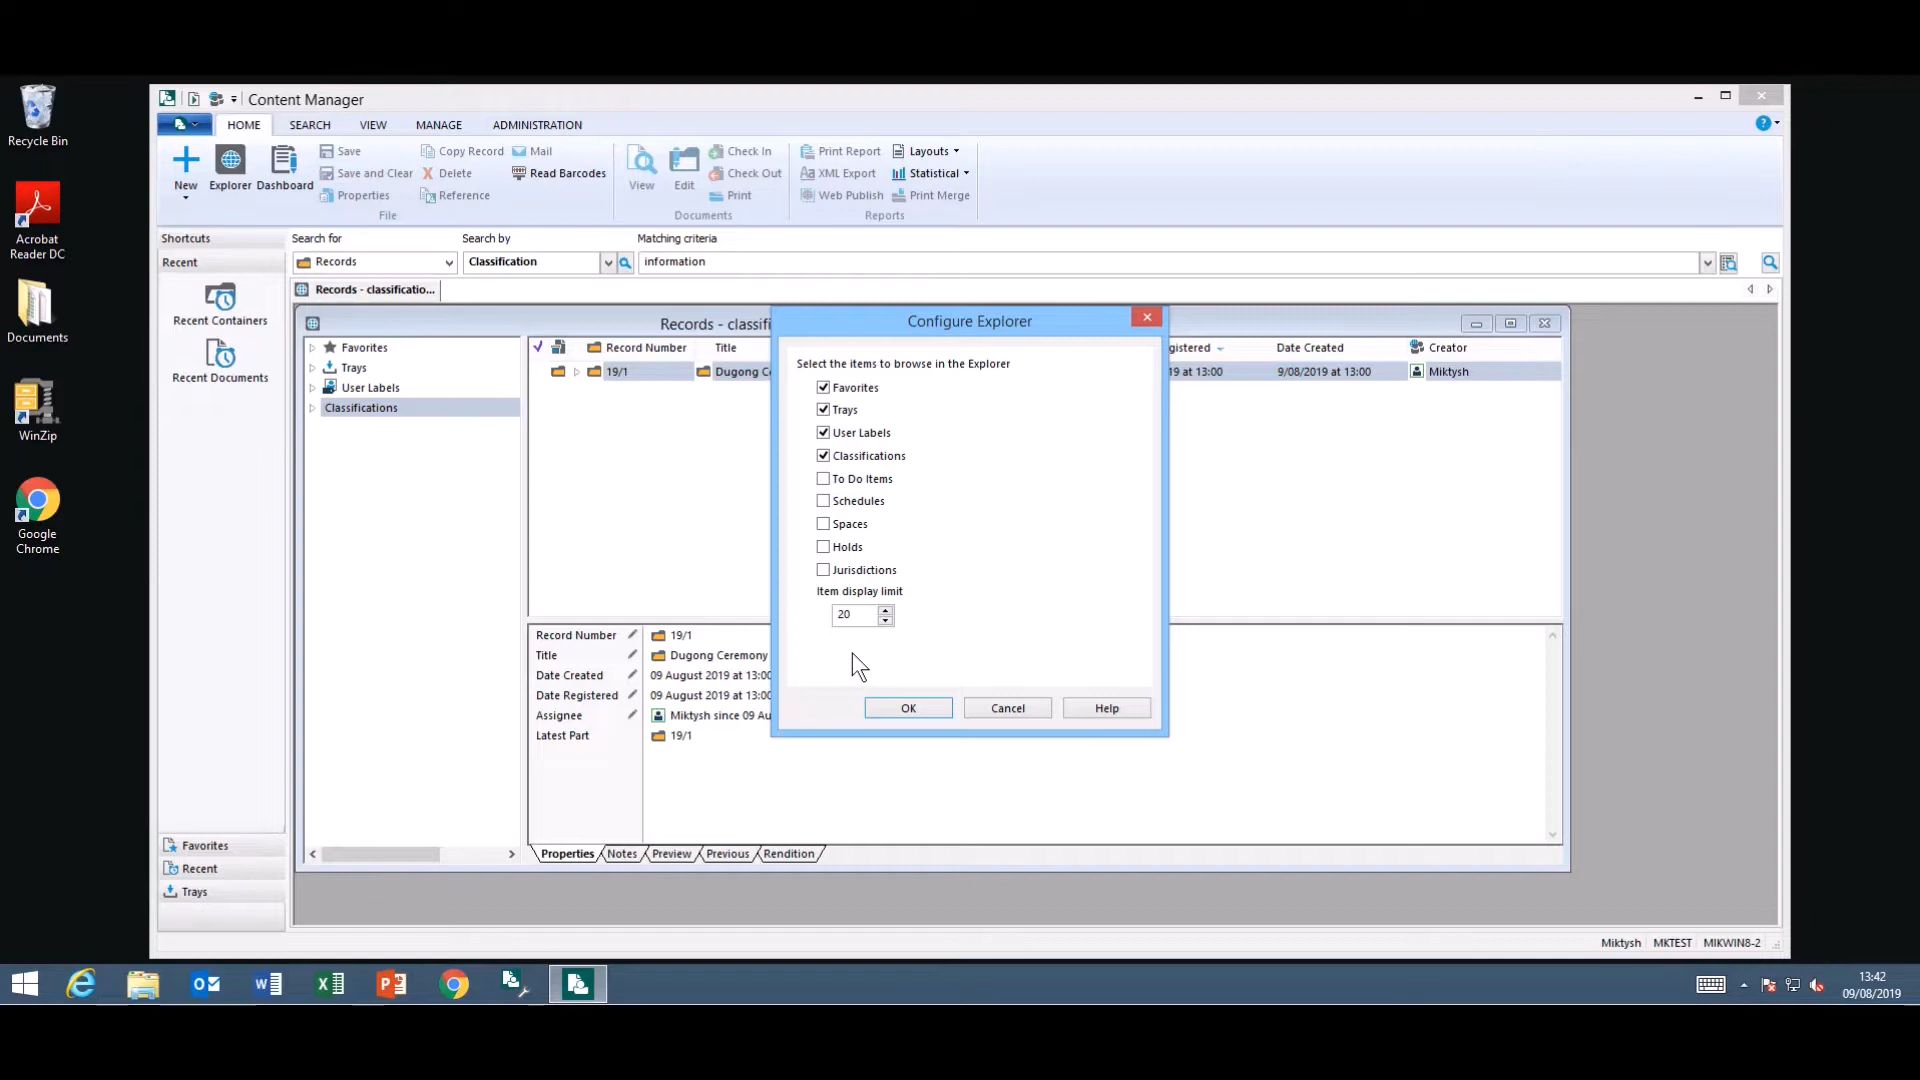 Recycle Bin
Acrobat
Reader DC
Documents
WinZip
Google
Chrome
Content Manager
HOME SEARCH VIEW MANAGE ADMINISTRATION
New Explorer Dashboard
Save Copy Record Mail
Save and Clear Delete Read Barcodes
Properties Reference
File
View Edit
Check In
Check Out
Print
Documents
Print Report Layouts
XML Export Statistical
Web Publish Print Merge
Reports
Shortcuts
Recent
Recent Containers
Recent Documents
Favorites
Recent
Trays
Search for Search by Matching criteria
Records Classification information
Records - classificatio...
Records - classifi
Favorites
Trays
User Labels
Classifications
Record Number Title gistered Date Created Creator
19/1 Dugong Ce 19 at 13:00 9/08/2019 at 13:00 Miktysh
Configure Explorer
Select the items to browse in the Explorer
Favorites
Trays
User Labels
Classifications
To Do Items
Schedules
Spaces
Holds
Jurisdictions
Item display limit
20
OK Cancel Help
Record Number 19/1
Title Dugong Ceremony
Date Created 09 August 2019 at 13:00
Date Registered 09 August 2019 at 13:00
Assignee Miktysh since 09 Au
Latest Part 19/1
Properties Notes Preview Previous Rendition
Miktysh MKTEST MIKWIN8-2
13:42
09/08/2019